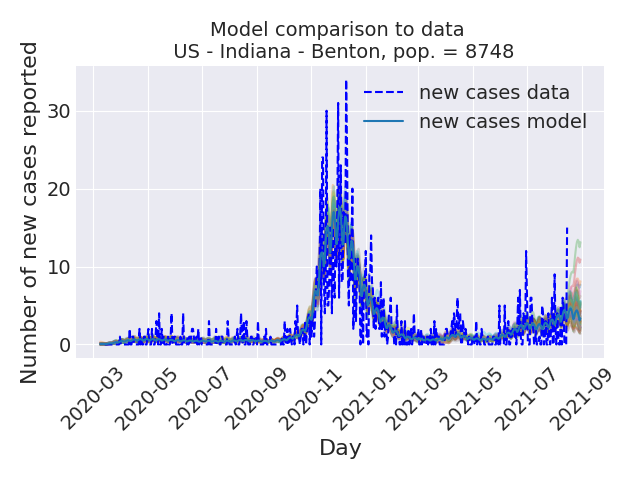 Model comparison to data
US - Indiana - Benton, pop. = 8748
new cases data
new cases model
Number of new cases reported
30
20
10
0
2020-03
2020-05
2020-07
2020-09
2020-11
2021-01
2021-03
2021-05
2021-07
2021-09
Day